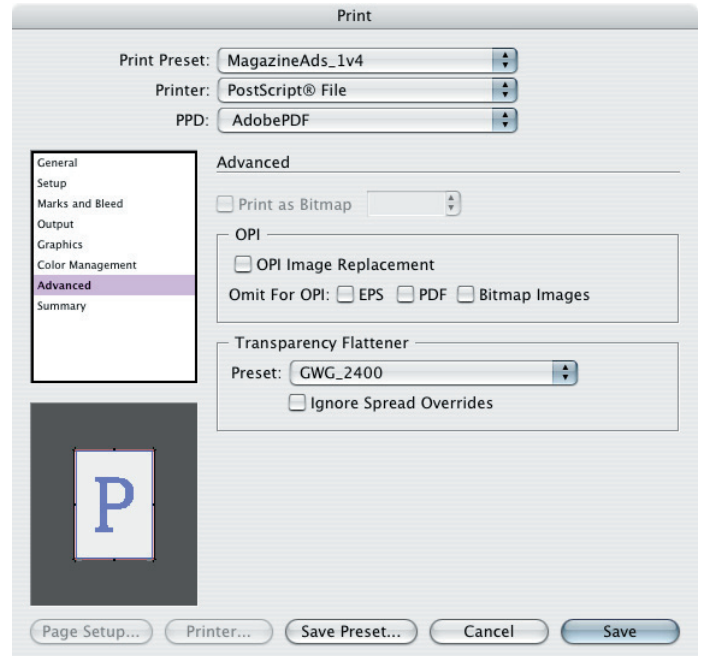 Print
Print Preset: MagazineAds_1v4
Printer: PostScript® File
PPD: AdobePDF
General
Setup
Marks and Bleed
Output
Graphics
Color Management
Advanced
Summary
Advanced
Print as Bitmap
OPI
OPI Image Replacement
Omit For OPI: EPS PDF Bitmap Images
Transparency Flattener
Preset: GWG_2400
Ignore Spread Overrides
P
Page Setup... Printer... Save Preset... Cancel Save